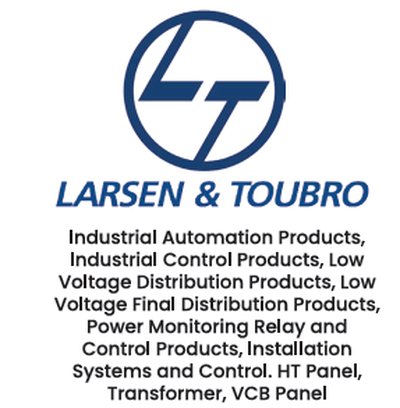 LT
LARSEN & TOUBRO
Industrial Automation Products,
Industrial Control Products, Low
Voltage Distribution Products, Low
Voltage Final Distribution Products,
Power Monitoring Relay and
Control Products, Installation
Systems and Control. HT Panel,
Transformer, VCB Panel